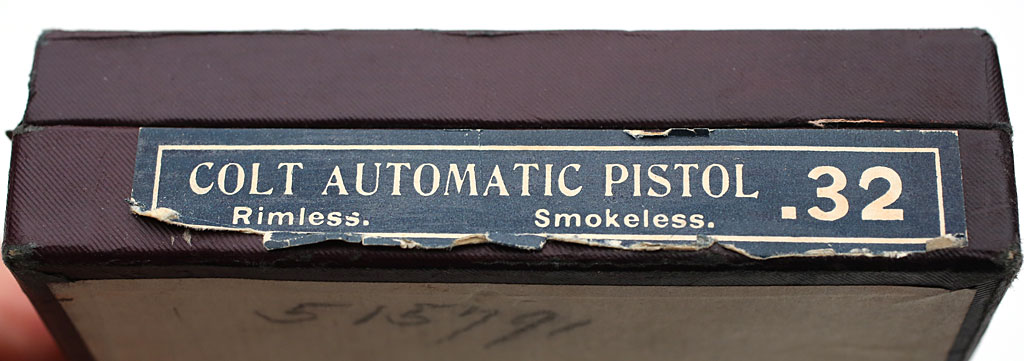 COLT AUTOMATIC PISTOL .32
Rimless. Smokeless.
515791